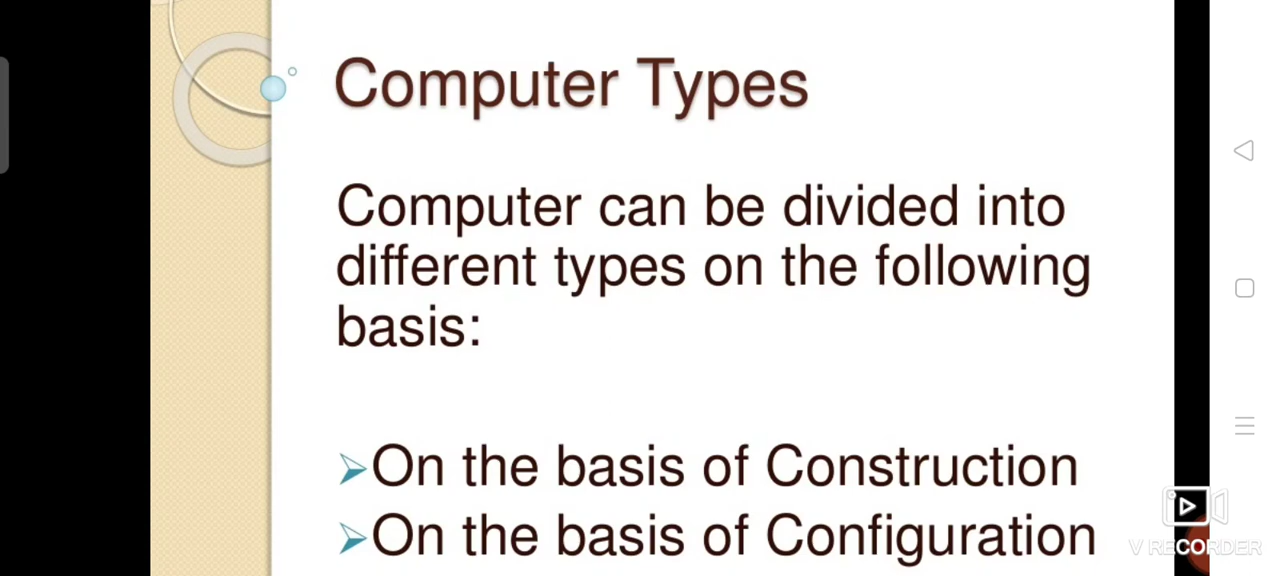 Computer Types
Computer can be divided into
different types on the following
basis:
➢On the basis of Construction
➢On the basis of Configuration
V RECORDER